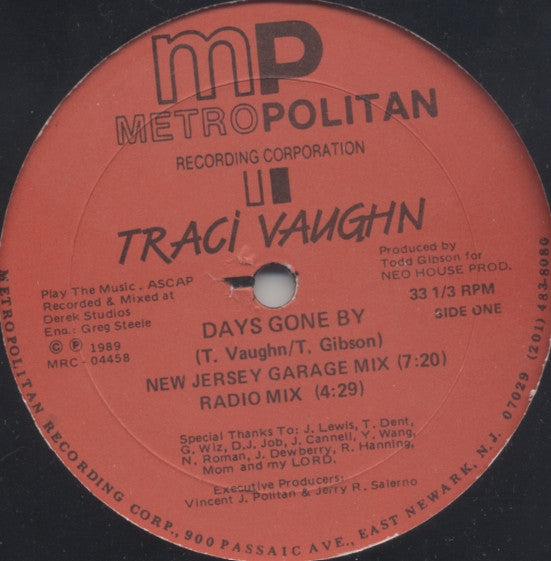 mP
METROPOLITAN
RECORDING CORPORATION
TRACi VAUGHN
Play The Music - ASCAP
Recorded & Mixed at
Derek Studios
Eng.: Greg Steele
© ℗ 1989
MRC - 04458
Produced by
Todd Gibson for
NEO HOUSE PROD.
33 1/3 RPM
SIDE ONE
DAYS GONE BY
(T. Vaughn/T. Gibson)
NEW JERSEY GARAGE MIX (7:20)
RADIO MIX (4:29)
Special Thanks To: J. Lewis, T. Dent,
G. Wiz, D.J. Job, J. Cannell, Y. Wang,
N. Roman, J. Dewberry, R. Hanning,
Mom and my LORD.
Executive Producers:
Vincent J. Politan & Jerry R. Salerno
METROPOLITAN RECORDING CORP., 900 PASSAIC AVE., EAST NEWARK, N.J. 07029 (201) 483-8080